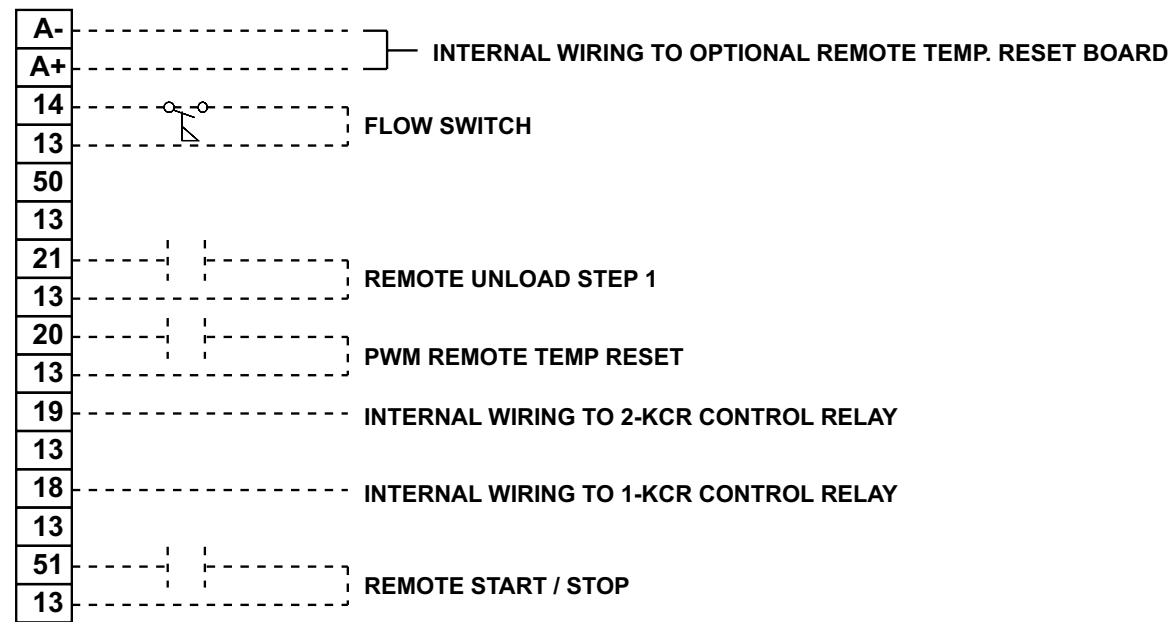 A-
INTERNAL WIRING TO OPTIONAL REMOTE TEMP. RESET BOARD
A+
14
FLOW SWITCH
13
50
13
21
REMOTE UNLOAD STEP 1
13
20
PWM REMOTE TEMP RESET
13
19
INTERNAL WIRING TO 2-KCR CONTROL RELAY
13
18
INTERNAL WIRING TO 1-KCR CONTROL RELAY
13
51
REMOTE START / STOP
13